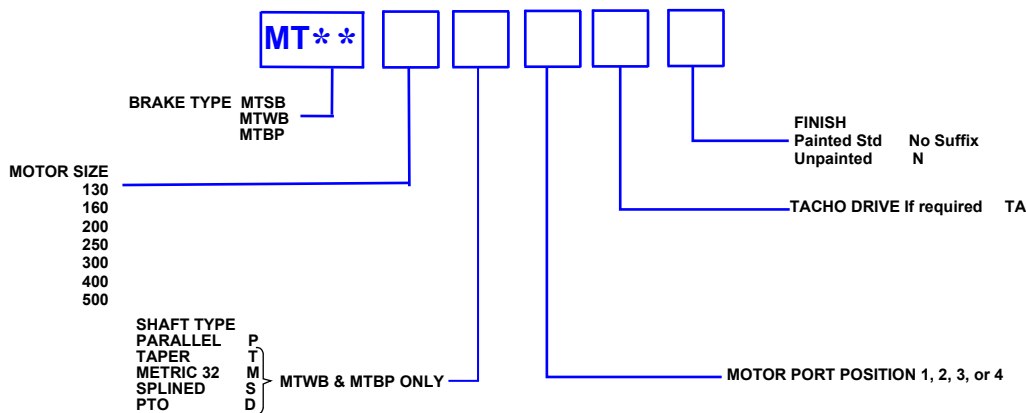 MT**
BRAKE TYPE MTSB
MTWB
MTBP
FINISH
Painted Std No Suffix
Unpainted N
MOTOR SIZE
130
160
200
250
300
400
500
TACHO DRIVE If required TA
SHAFT TYPE
PARALLEL P
TAPER T
METRIC 32 M
SPLINED S
PTO D
MTWB & MTBP ONLY
MOTOR PORT POSITION 1, 2, 3, or 4